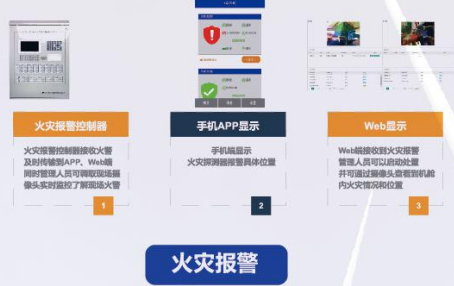 火灾报警控制器
火灾报警控制器接收火警
及时传输到APP、Web端
同时管理人员可调取现场摄
像头实时监控了解现场火警
1
手机APP显示
手机端显示
火灾探测器报警具体位置
2
Web显示
Web端接收到火灾报警
管理人员可以启动处置
并可通过摄像头查看到机舱
内火灾情况和位置
3
火灾报警